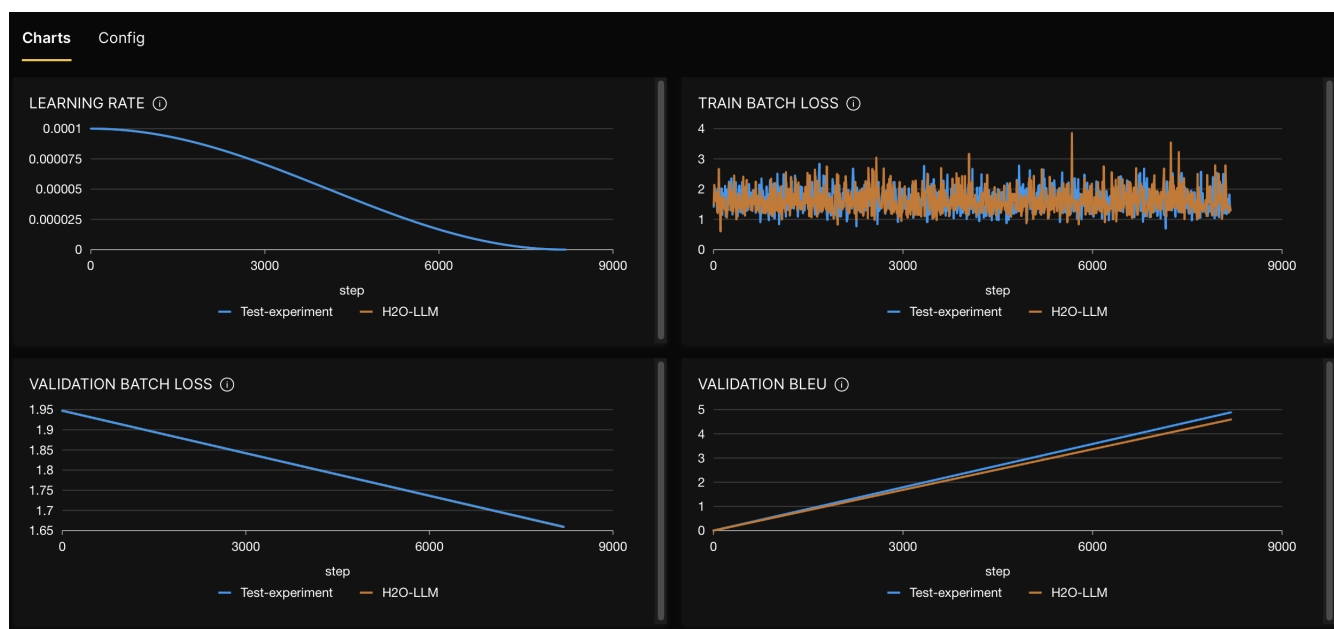 Charts Config
LEARNING RATE
0.0001
0.000075
0.00005
0.000025
0
0 3000 6000 9000
step
Test-experiment H2O-LLM
TRAIN BATCH LOSS
4
3
2
1
0
0 3000 6000 9000
step
Test-experiment H2O-LLM
VALIDATION BATCH LOSS
1.95
1.9
1.85
1.8
1.75
1.7
1.65
0 3000 6000 9000
step
Test-experiment H2O-LLM
VALIDATION BLEU
5
4
3
2
1
0
0 3000 6000 9000
step
Test-experiment H2O-LLM